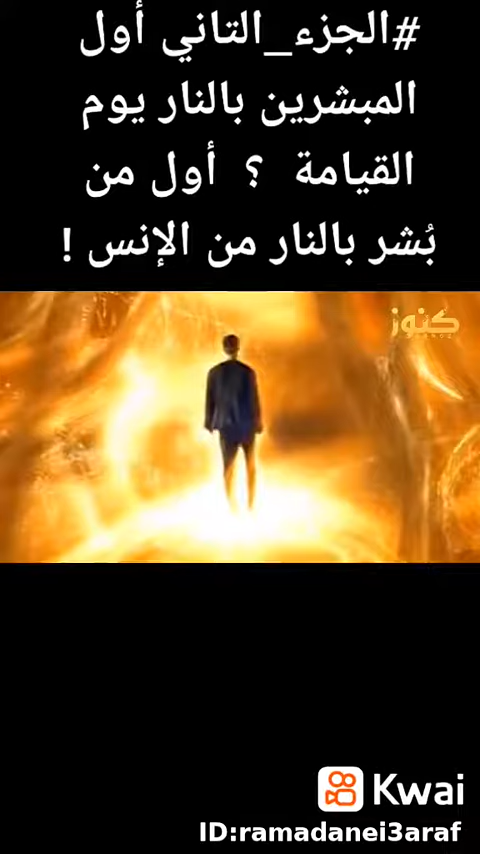 #الجزء_التاني أول
المبشرين بالنار يوم
القيامة ؟ أول من
بُشر بالنار من الإنس !
كنوز
Kwai
ID:ramadanei3araf